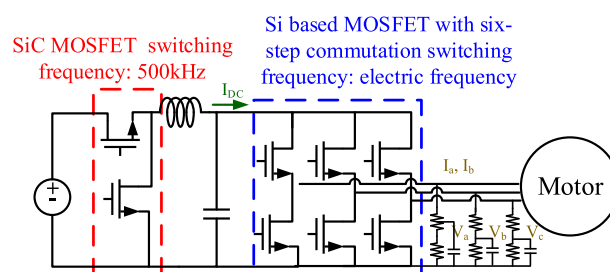 SiC MOSFET switching
frequency: 500kHz
Si based MOSFET with six-
step commutation switching
frequency: electric frequency
I_DC
I_a, I_b
Motor
V_a
V_b
V_c
+
-